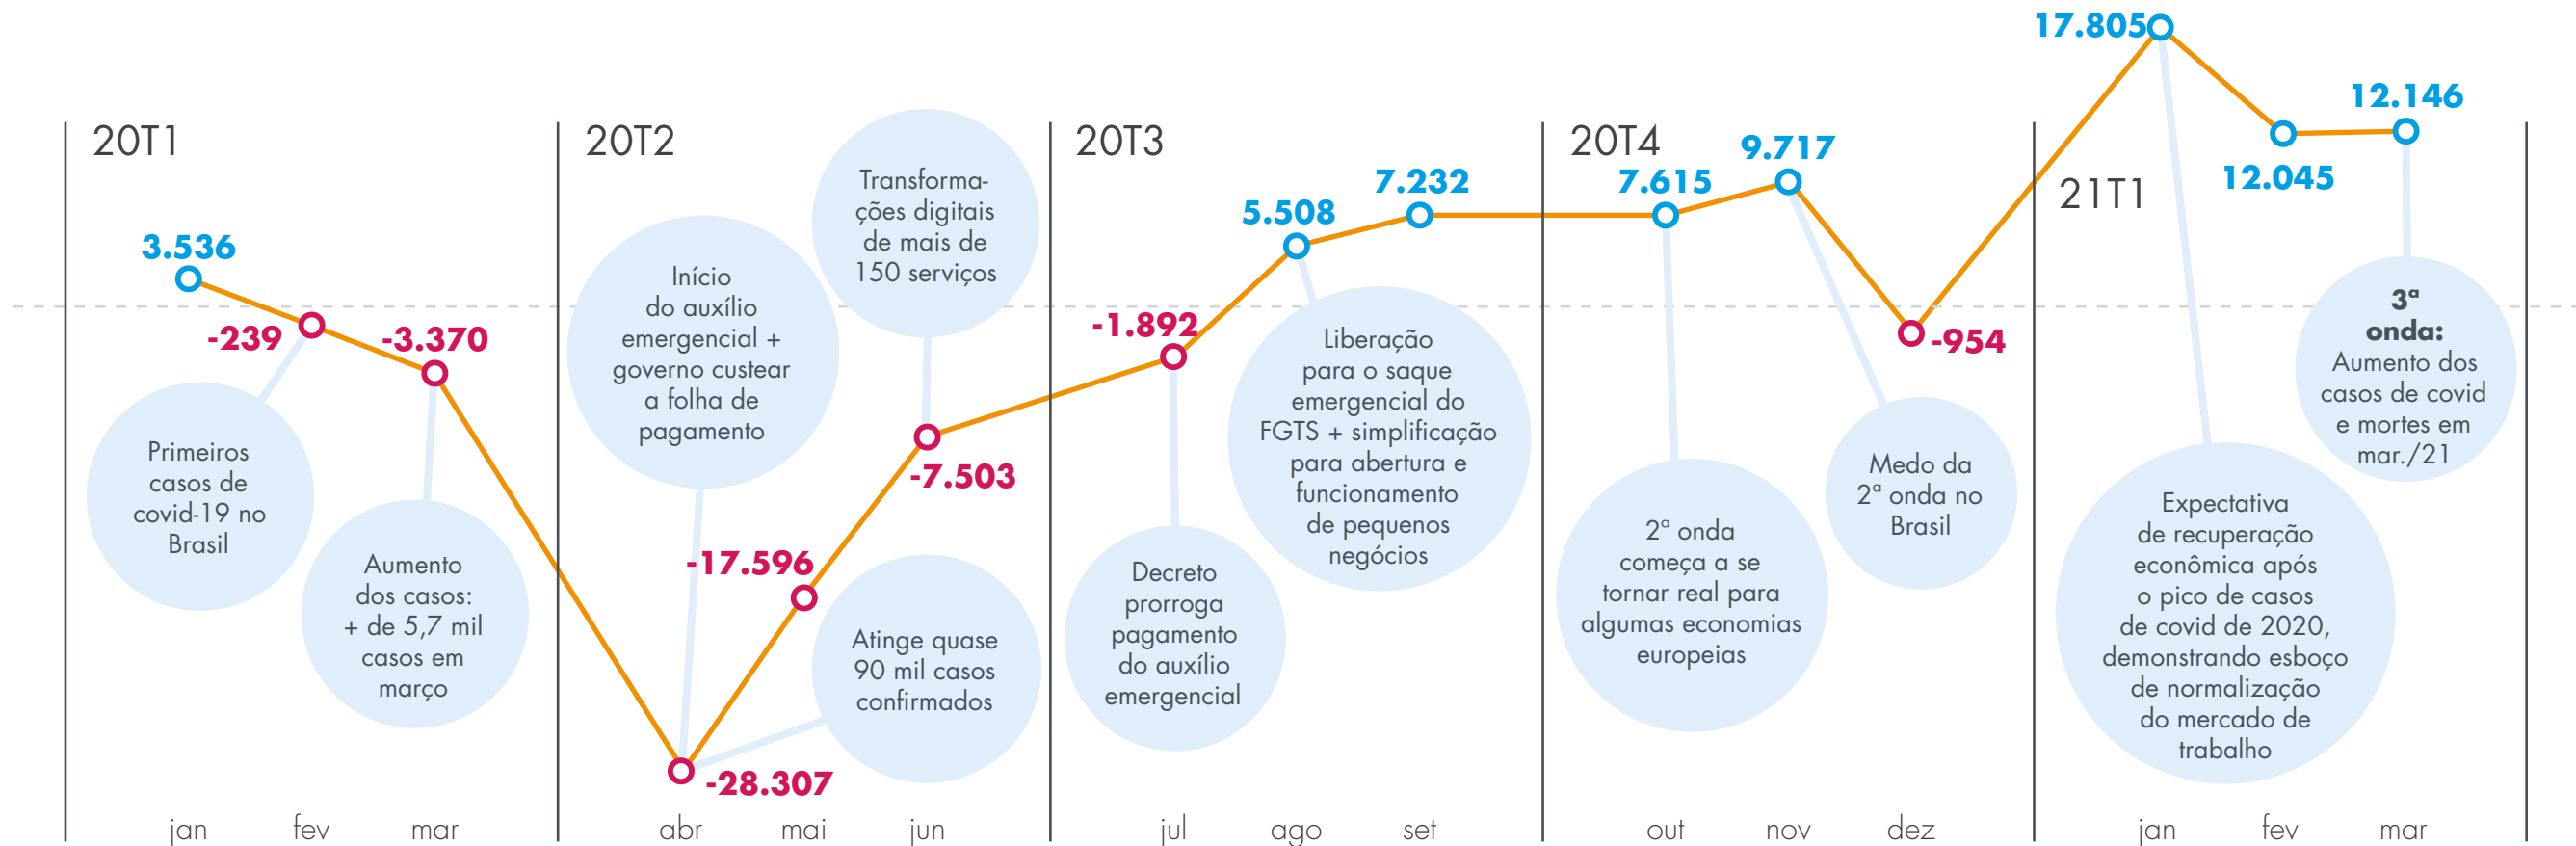 20T1
3.536
-239
-3.370
Primeiros
casos de
covid-19 no
Brasil
Aumento
dos casos:
+ de 5,7 mil
casos em
março
jan
fev
mar
20T2
Início
do auxílio
emergencial +
governo custear
a folha de
pagamento
Transforma-
ções digitais
de mais de
150 serviços
-28.307
-17.596
-7.503
Atinge quase
90 mil casos
confirmados
abr
mai
jun
20T3
-1.892
5.508
7.232
Decreto
prorroga
pagamento
do auxílio
emergencial
Liberação
para o saque
emergencial do
FGTS + simplificação
para abertura e
funcionamento
de pequenos
negócios
jul
ago
set
20T4
7.615
9.717
-954
2ª onda
começa a se
tornar real para
algumas economias
europeias
Medo da
2ª onda no
Brasil
out
nov
dez
21T1
17.805
12.045
12.146
Expectativa
de recuperação
econômica após
o pico de casos
de covid de 2020,
demonstrando esboço
de normalização
do mercado de
trabalho
3ª
onda:
Aumento dos
casos de covid
e mortes em
mar./21
jan
fev
mar